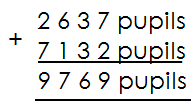 2 6 3 7 pupils
+ 7 1 3 2 pupils
9 7 6 9 pupils